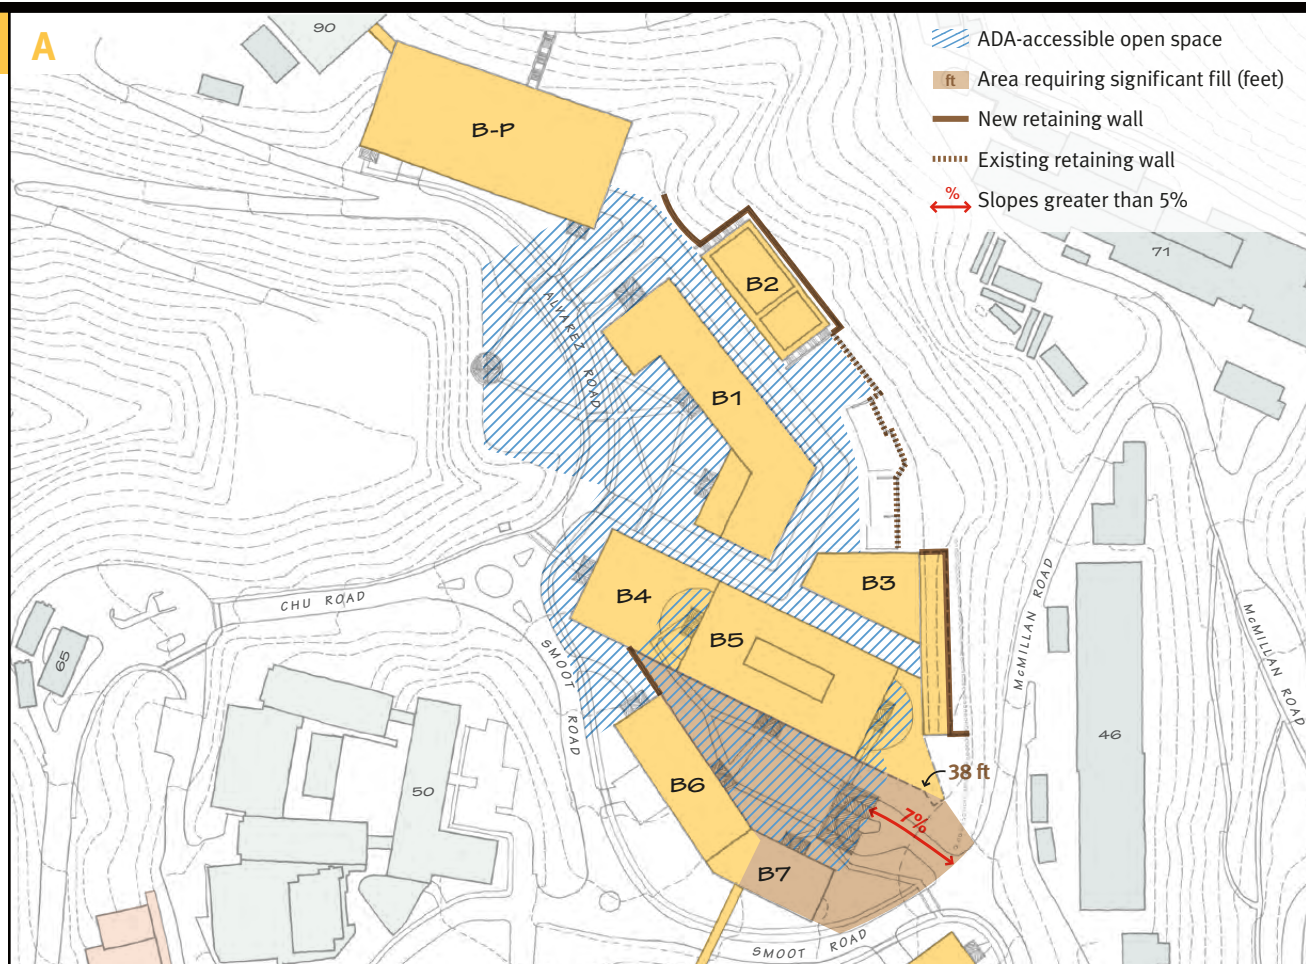 A
90
ADA-accessible open space
ft Area requiring significant fill (feet)
New retaining wall
Existing retaining wall
% Slopes greater than 5%
B-P
71
B2
ALVAREZ ROAD
B1
B3
B4
CHU ROAD
B5
McMILLAN ROAD
McMILLAN ROAD
65
SMOOT ROAD
46
38 ft
B6
50
7%
B7
SMOOT ROAD